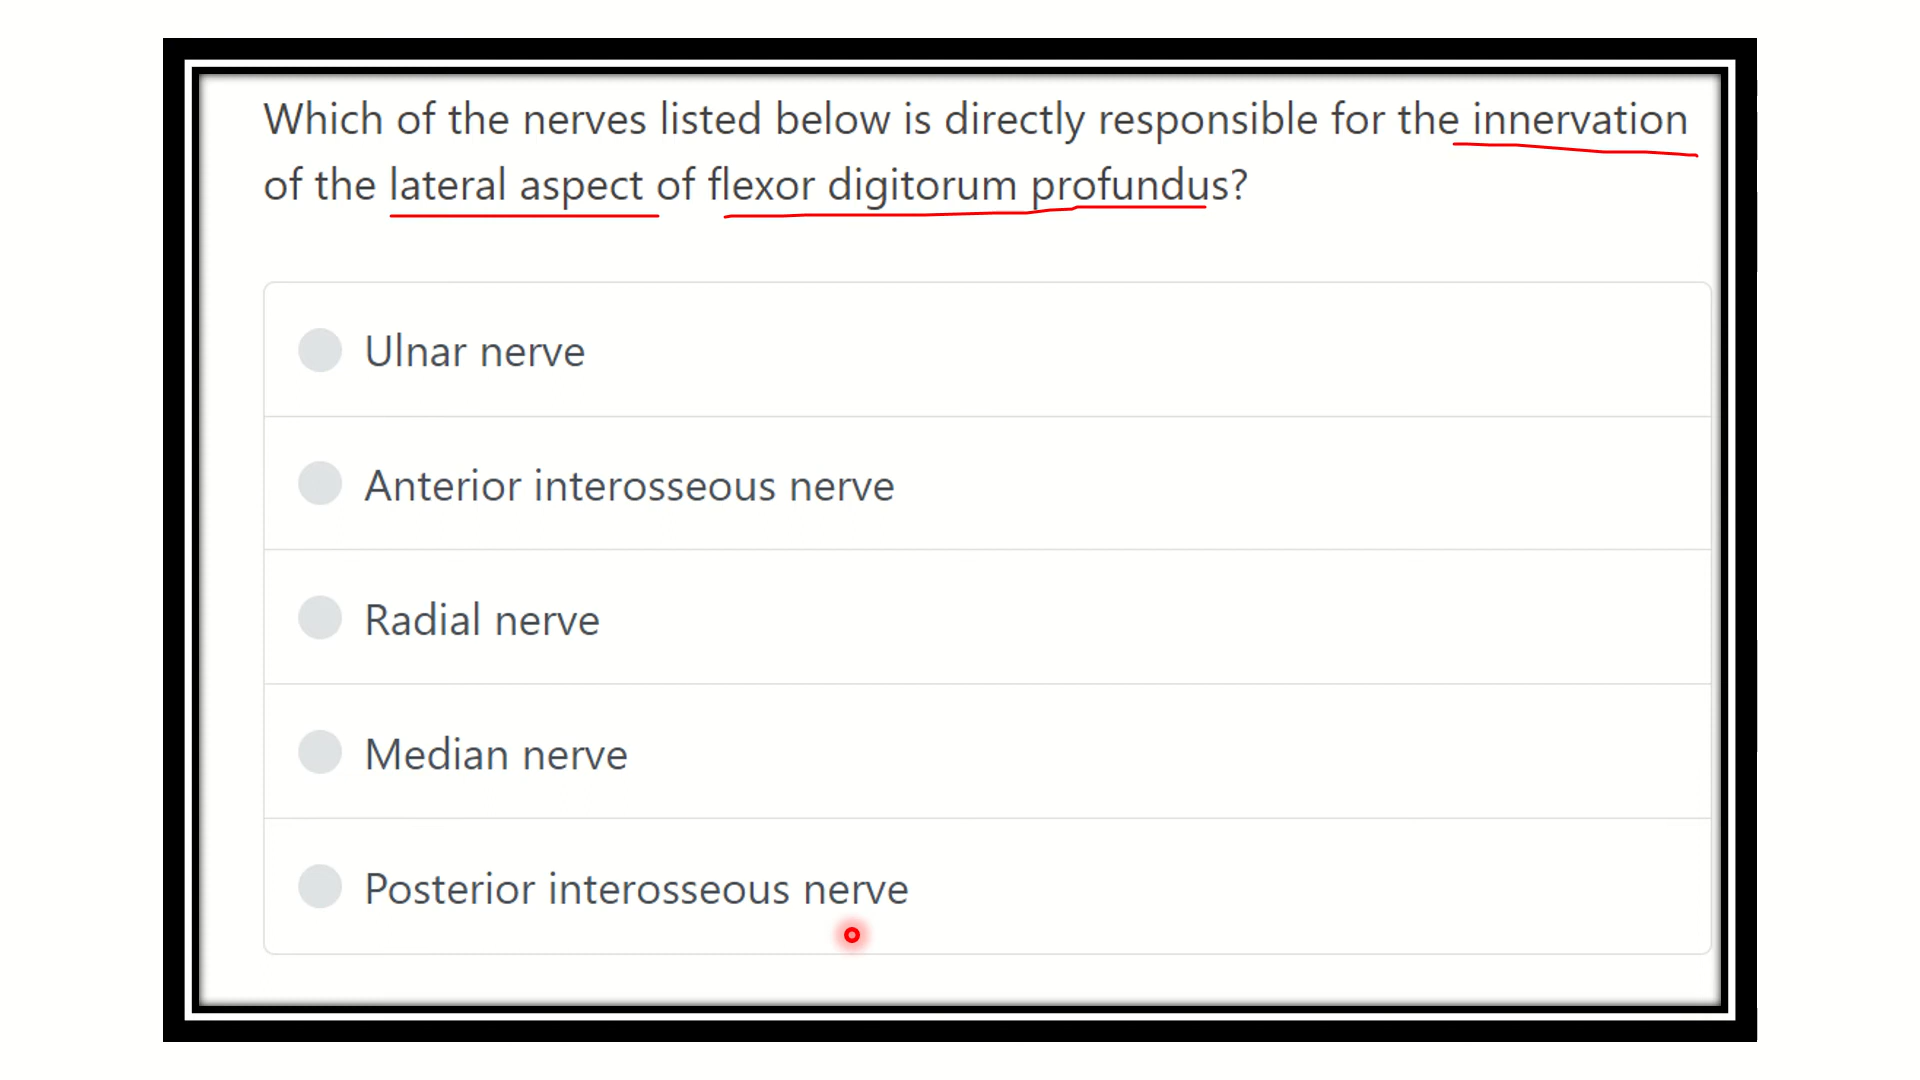 Which of the nerves listed below is directly responsible for the innervation
of the lateral aspect of flexor digitorum profundus?
Ulnar nerve
Anterior interosseous nerve
Radial nerve
Median nerve
Posterior interosseous nerve